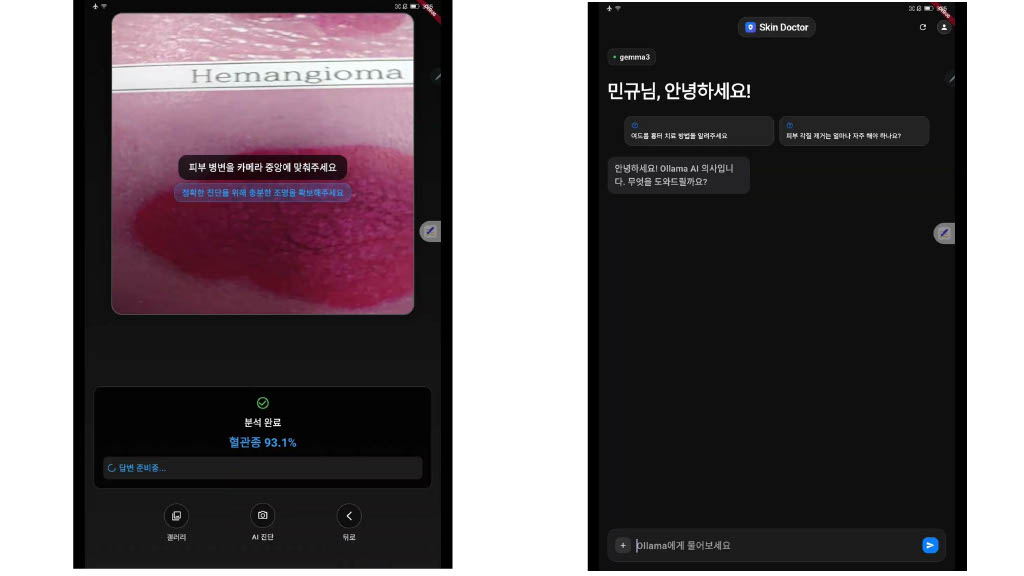 Hemangioma
피부 병변을 카메라 중앙에 맞춰주세요
정확한 진단을 위해 충분한 조명을 확보해주세요
분석 완료
혈관종 93.1%
답변 준비중...
갤러리
AI 진단
뒤로
Skin Doctor
gemma3
민규님, 안녕하세요!
여드름 흉터 치료 방법을 알려주세요
피부 각질 제거는 얼마나 자주 해야 하나요?
안녕하세요! Ollama AI 의사입니
다. 무엇을 도와드릴까요?
Ollama에게 물어보세요